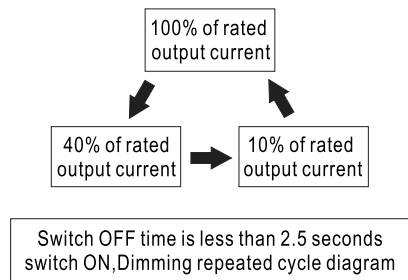 100% of rated
output current
40% of rated
output current
10% of rated
output current
Switch OFF time is less than 2.5 seconds
switch ON,Dimming repeated cycle diagram